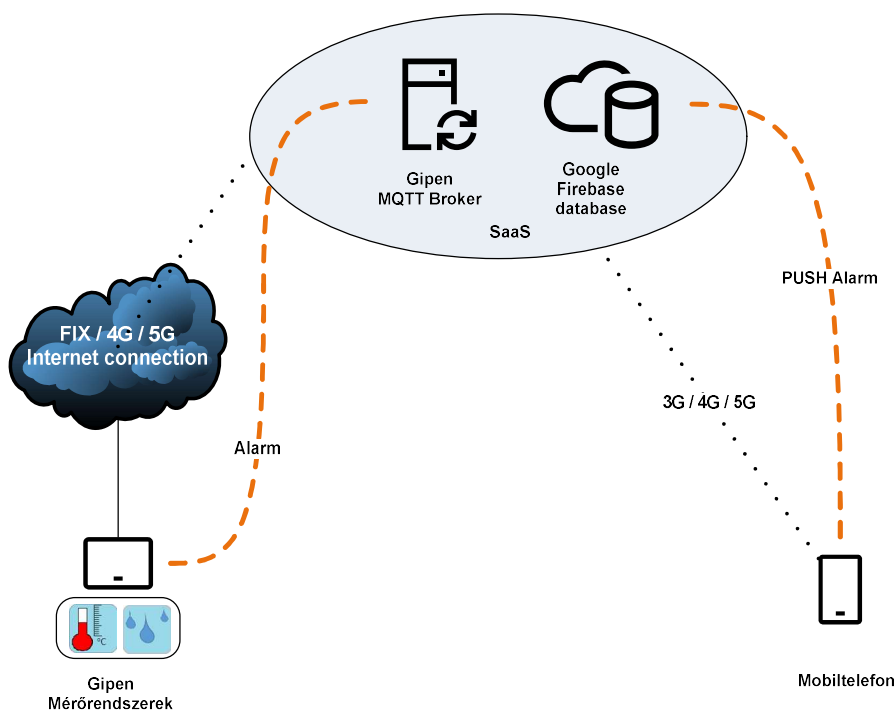 Gipen
MQTT Broker
Google
Firebase
database
SaaS
PUSH Alarm
FIX / 4G / 5G
Internet connection
3G / 4G / 5G
Alarm
°C
Gipen
Mérőrendszerek
Mobiltelefon